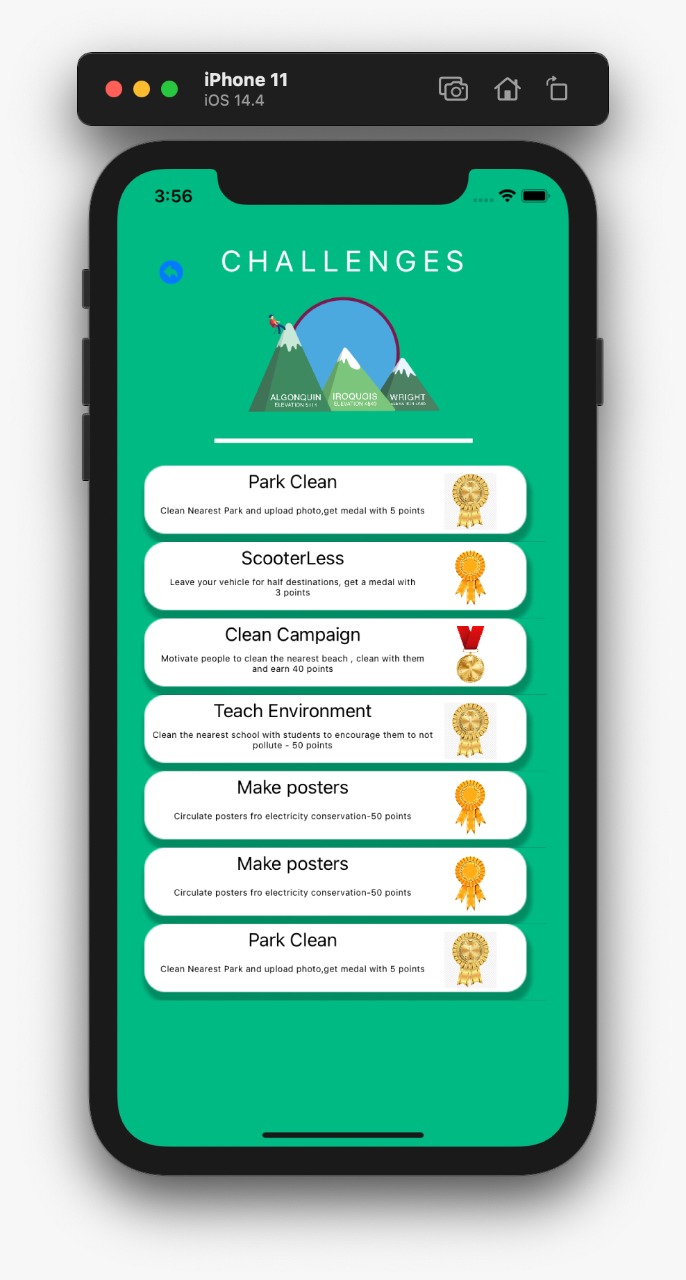 iPhone 11
iOS 14.4
3:56
CHALLENGES
ALGONQUIN
IROQUOIS
WRIGHT
Park Clean
Clean Nearest Park and upload photo,get medal with 5 points
ScooterLess
Leave your vehicle for half destinations, get a medal with
3 points
Clean Campaign
Motivate people to clean the nearest beach , clean with them
and earn 40 points
Teach Environment
Clean the nearest school with students to encourage them to not
pollute - 50 points
Make posters
Circulate posters fro electricity conservation-50 points
Make posters
Circulate posters fro electricity conservation-50 points
Park Clean
Clean Nearest Park and upload photo,get medal with 5 points